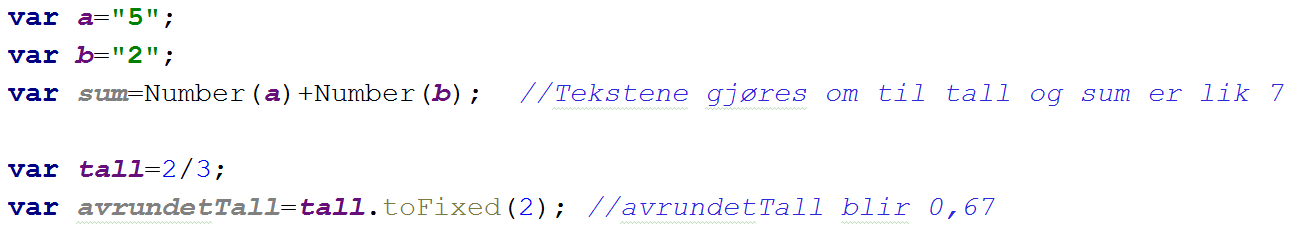 var a="5";
var b="2";
var sum=Number(a)+Number(b);  //Tekstene gjøres om til tall og sum er lik 7
var tall=2/3;
var avrundetTall=tall.toFixed(2); //avrundetTall blir 0,67